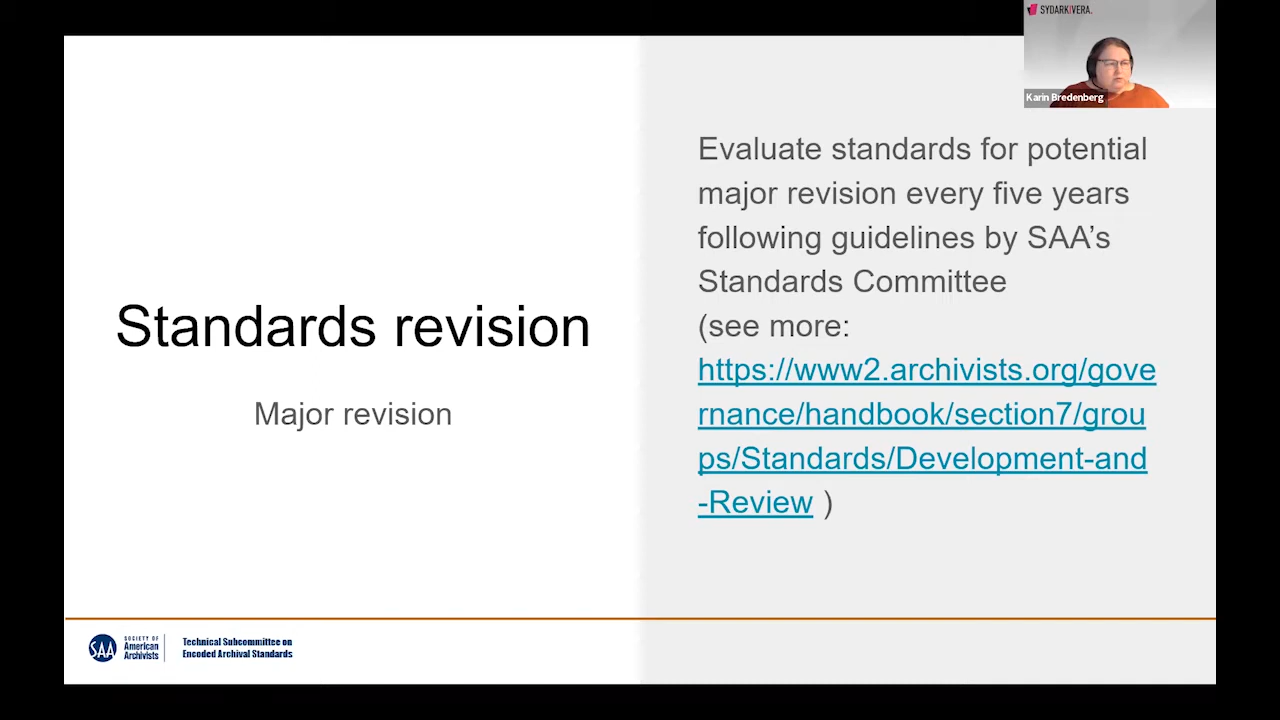 SYDARKIVERA.
Karin Bredenberg
Evaluate standards for potential
major revision every five years
following guidelines by SAA’s
Standards Committee
(see more:
https://www2.archivists.org/gove
rnance/handbook/section7/grou
ps/Standards/Development-and
-Review )
Standards revision
Major revision
SAA
SOCIETY OF
American
Archivists
Technical Subcommittee on
Encoded Archival Standards